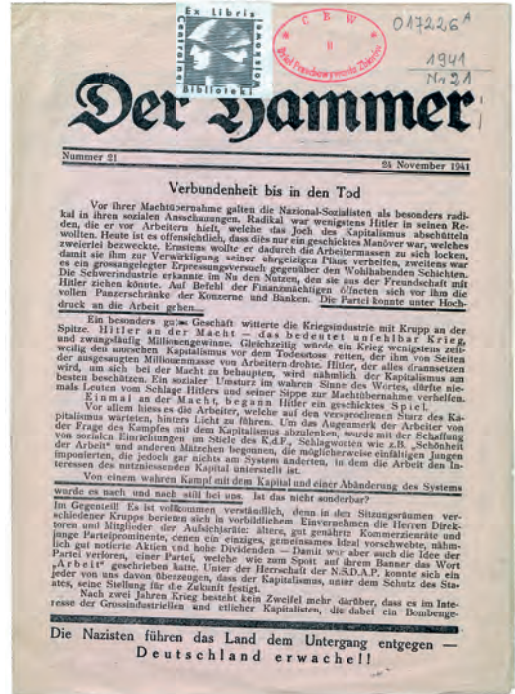 Ex Libris
Centralnej
Wojskowej
Biblioteki
C B W
Dział Przechowywania Zbiorów
017226A
1941
Nr 21
Der Hammer
Nummer 21
24 November 1941
Verbundenheit bis in den Tod
Vor ihrer Machtübernahme galten die Nazional-Sozialisten als besonders radi-
kal in ihren sozialen Anschauungen. Radikal war wenigstens Hitler in seinen Re-
den, die er vor Arbeitern hielt, welche das Joch des Kapitalismus abschütteln
wollten. Heute ist es offensichtlich, dass dies nur ein geschicktes Manöver war, welches
zweierlei bezweckte. Erstens wollte er dadurch die Arbeitermassen zu sich locken,
damit sie ihm zur Verwirklichung seiner ehrgeizigen Pläne verhelfen, zweitens war
es ein grossangelegter Erpressungsversuch gegenüber den Wohlhabenden Schichten.
Die Schwerindustrie erkannte im Nu den Nutzen, den sie aus der Freundschaft mit
Hitler ziehen könnte. Auf Befehl der Finanzmächtigen öffneten sich vor ihm die
vollen Panzerschränke der Konzerne und Banken. Die Partei konnte unter Hoch-
druck an die Arbeit gehen...
Ein besonders gutes Geschäft witterte die Kriegsindustrie mit Krupp an der
Spitze. Hitler an der Macht — das bedeutet unfehlbar Krieg,
und zwangsläufig Millionengewinne. Gleichzeitig würde ein Krieg wenigstens zeit-
weilig den morschen Kapitalismus vor dem Todesstoss retten, der ihm von Seiten
der ausgesaugten Millionenmasse von Arbeitern drohte. Hitler, der alles dransetzen
wird, um sich bei der Macht zu behaupten, wird nähmlich der Kapitalismus am
besten beschützen. Ein sozialer Umsturz im wahren Sinne des Wortes, dürfte nie-
mals Leuten vom Schlage Hitlers und seiner Sippe zur Machtübernahme verhelfen.
Einmal an der Macht, begann Hitler ein geschicktes Spiel.
Vor allem hiess es die Arbeiter, welche auf den versprochenen Sturz des Ka-
pitalismus warteten, hinters Licht zu führen. Um das Augenmerk der Arbeiter von
der Frage des Kampfes mit dem Kapitalismus abzulenken, wurde mit der Schaffung
von sozialen Einrichtungen im Stiele des K.d.F., Schlagworten wie z.B. „Schönheit
der Arbeit" und anderen Mätzchen begonnen, die möglicherweise einfältigen Jungen
imponierten, die jedoch gar nichts am System änderten, in dem die Arbeit den In-
teressen des nutzniessenden Kapital unterstellt ist.
Von einem wahren Kampf mit dem Kapital und einer Abänderung des Systems
wurde es nach und nach still bei uns. Ist das nicht sonderbar?
Im Gegenteil! Es ist vollkommen verständlich, denn in den Sitzungsräumen ver-
schiedener Krupps berieten sich in vorbildlichem Einvernehmen die Herren Direk-
toren und Mitglieder der Aufsichträte: ältere, gut genährte Kommerzienräte und
junge Parteiprominente, denen ein einziges, gemeinsames Ideal vorschwebte, nähm-
lich gut notierte Aktien und hohe Dividenden — Damit war aber auch die Idee der
Partei verloren, einer Partei, welche wie zum Spott auf ihrem Banner das Wort
„Arbeit" geschrieben hatte. Unter der Herrschaft der N.S.D.A.P. konnte sich ein
jeder von uns davon überzeugen, dass der Kapitalismus, unter dem Schutz des Sta-
ates, seine Stellung für die Zukunft festigt.
Nach zwei Jahren Krieg besteht kein Zweifel mehr darüber, dass es im Inte-
resse der Grossindustriellen und etlicher Kapitalisten, die dabei ein Bombenge-
Die Nazisten führen das Land dem Untergang entgegen —
Deutschland erwache!!